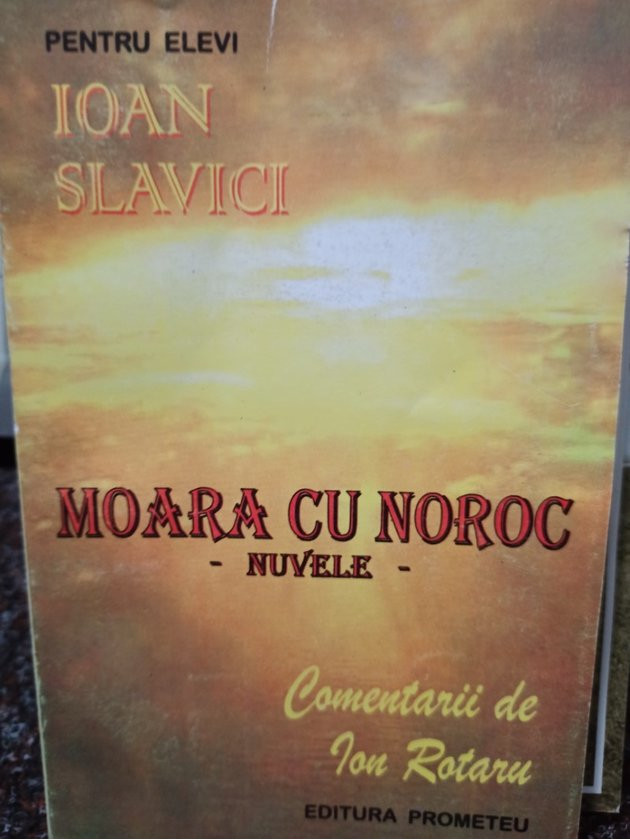 PENTRU ELEVI
IOAN
SLAVICI
MOARA CU NOROC
- NUVELE -
Comentarii de
Ion Rotaru
EDITURA PROMETEU